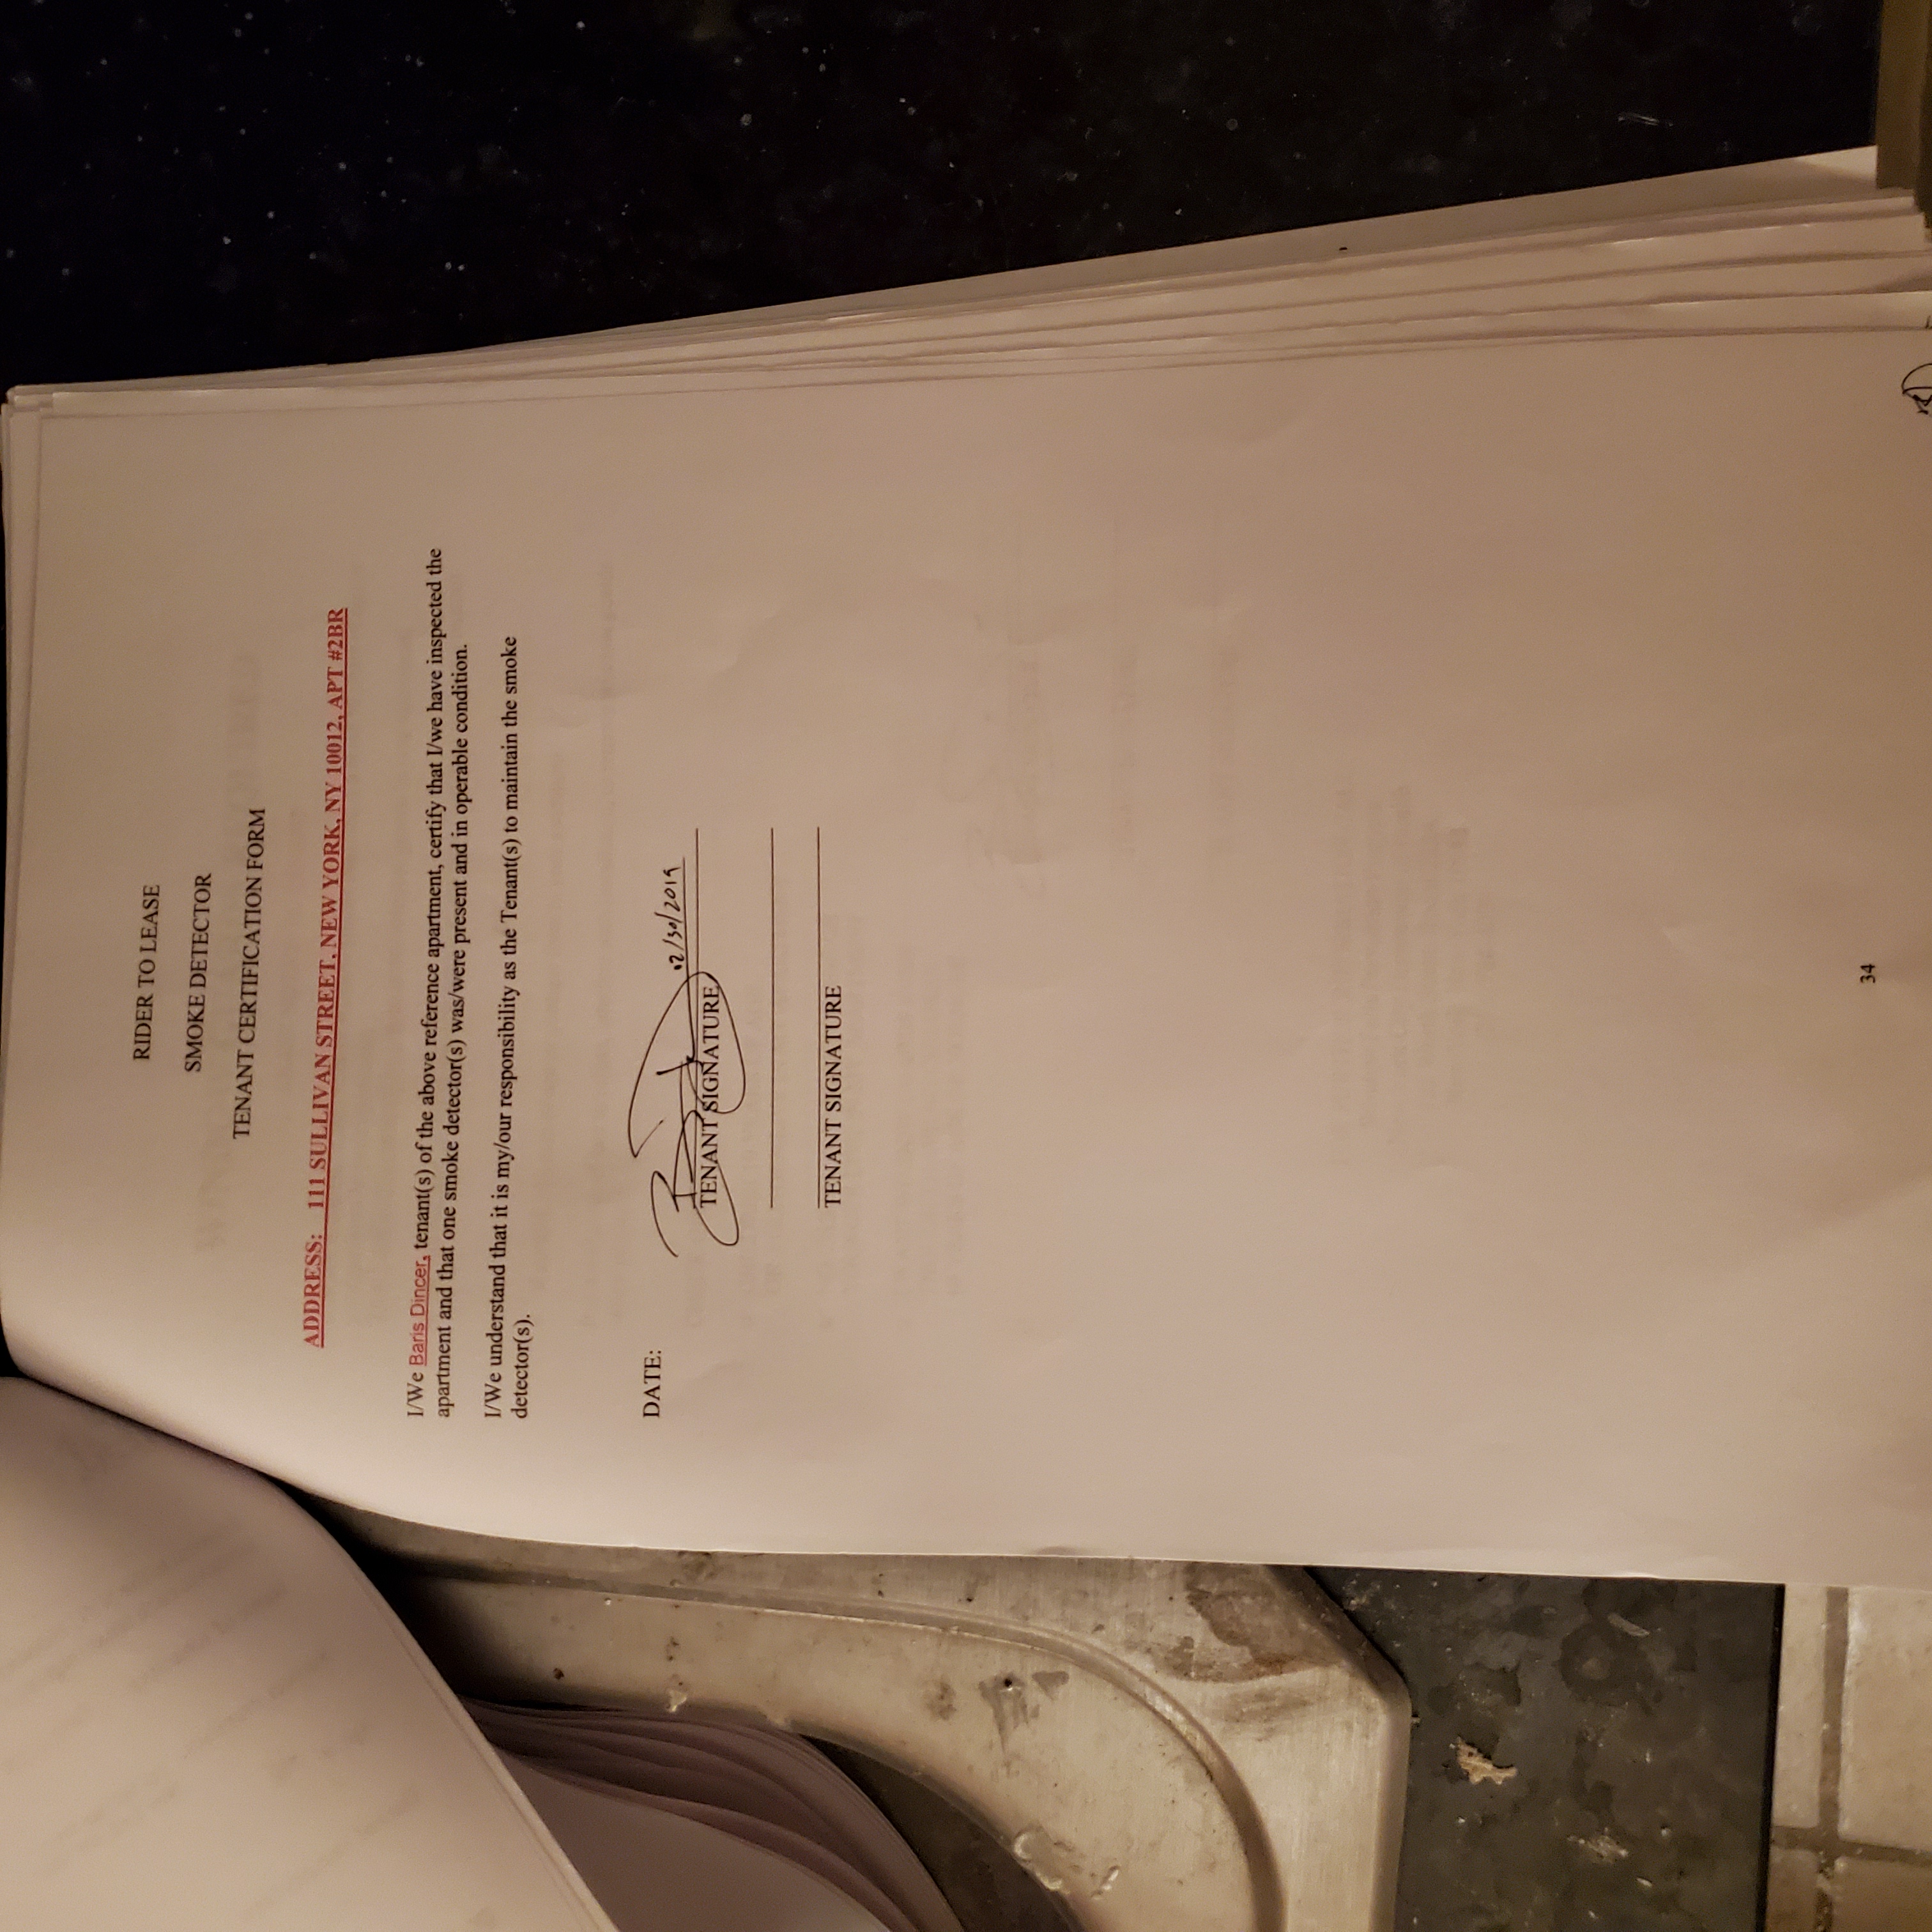 RIDER TO LEASE
SMOKE DETECTOR
TENANT CERTIFICATION FORM
ADDRESS: 111 SULLIVAN STREET, NEW YORK, NY 10012, APT #2BR
I/We Baris Dincer, tenant(s) of the above reference apartment, certify that I/we have inspected the
apartment and that one smoke detector(s) was/were present and in operable condition.
I/We understand that it is my/our responsibility as the Tenant(s) to maintain the smoke
detector(s).
DATE:
/2019
TENANT SIGNATURE
TENANT SIGNATURE
34